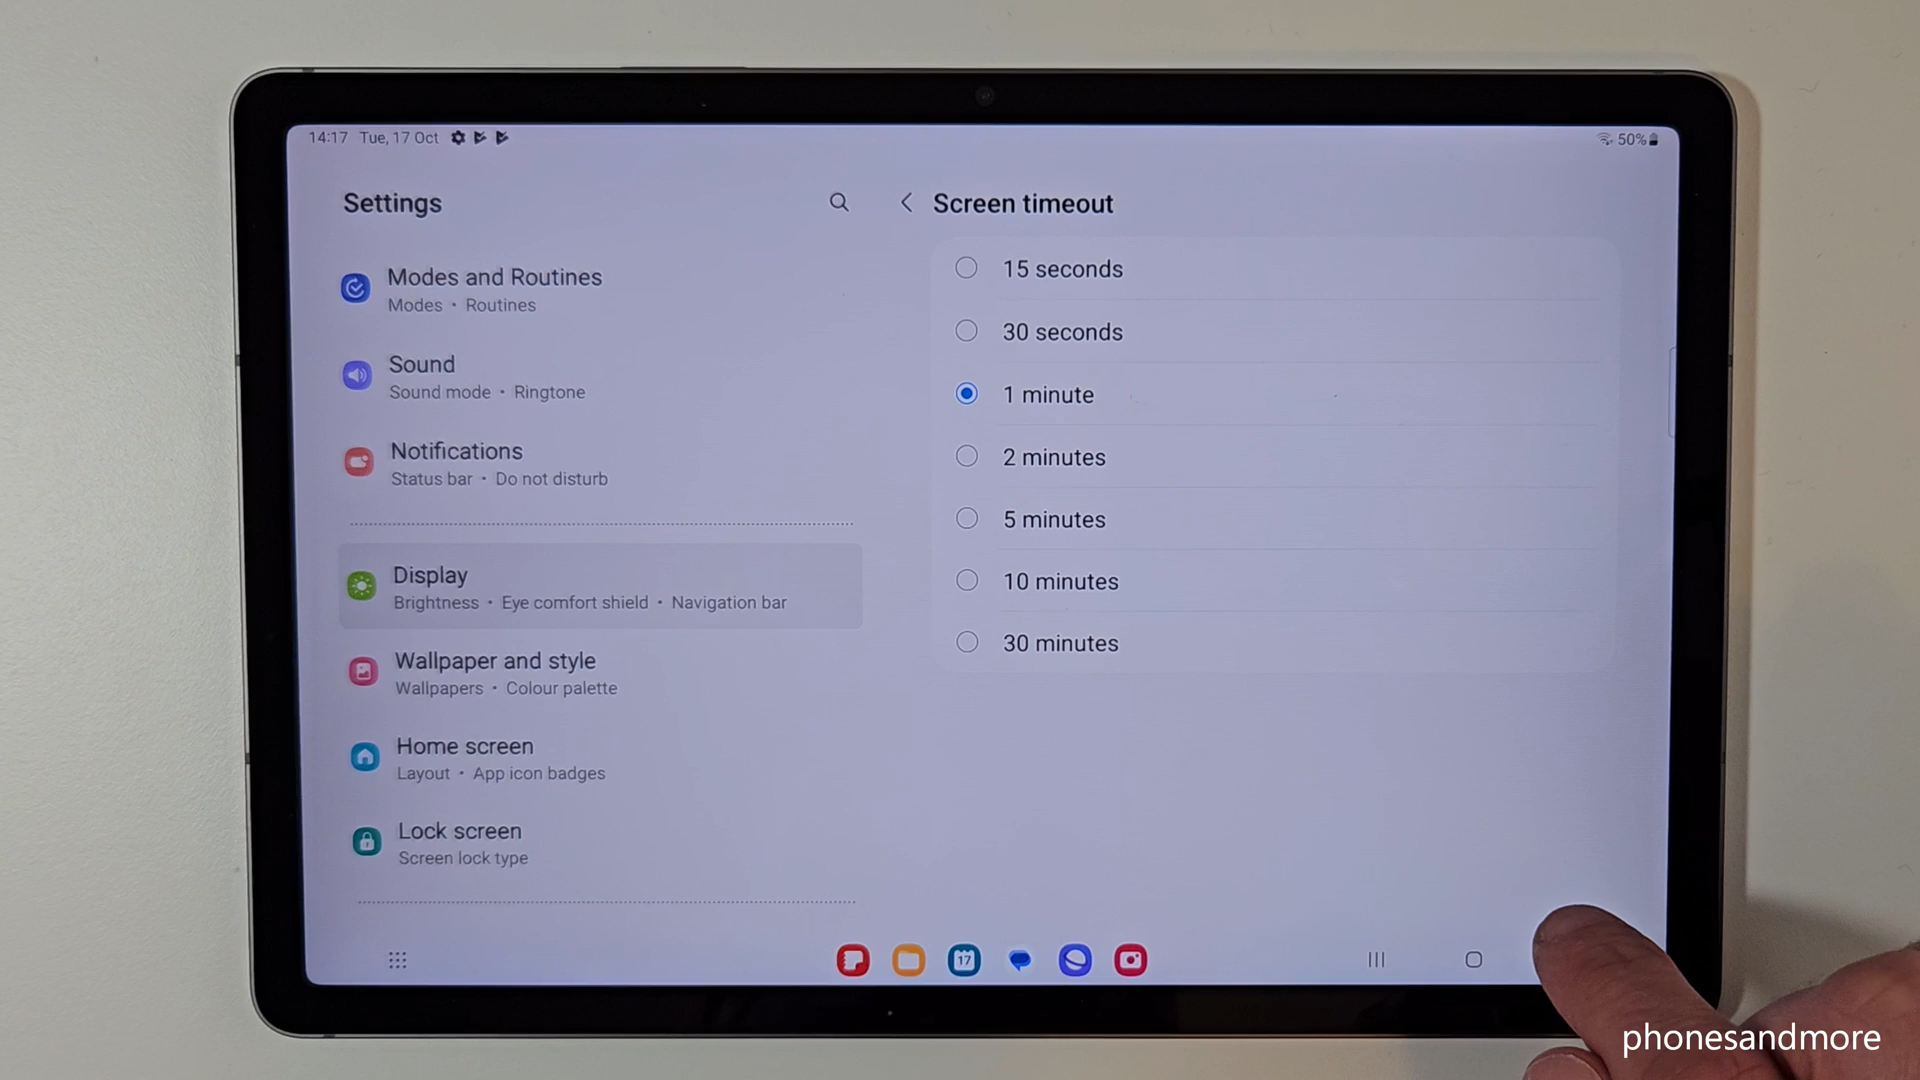 14:17 Tue, 17 Oct
50%
Settings
Screen timeout
Modes and Routines
Modes • Routines
Sound
Sound mode • Ringtone
Notifications
Status bar • Do not disturb
Display
Brightness • Eye comfort shield • Navigation bar
Wallpaper and style
Wallpapers • Colour palette
Home screen
Layout • App icon badges
Lock screen
Screen lock type
15 seconds
30 seconds
1 minute
2 minutes
5 minutes
10 minutes
30 minutes
17
phonesandmore